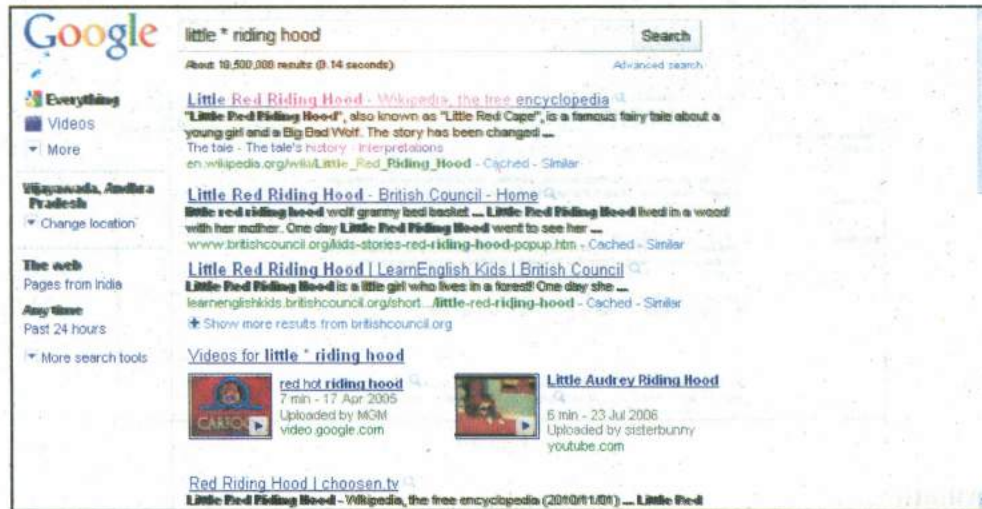 Google
little * riding hood
Search
About 19,500,000 results (0.14 seconds)
Advanced search
Everything
Videos
More
Vijayawada, Andhra
Pradesh
Change location
The web
Pages from India
Any time
Past 24 hours
More search tools
Little Red Riding Hood - Wikipedia, the free encyclopedia
"Little Red Riding Hood", also known as "Little Red Cape", is a famous fairy tale about a
young girl and a Big Bad Wolf. The story has been changed ...
The tale - The tale's history - Interpretations
en.wikipedia.org/wiki/Little_Red_Riding_Hood - Cached - Similar
Little Red Riding Hood - British Council - Home
little red riding hood wolf granny bed basket ... Little Red Riding Hood lived in a wood
with her mother. One day Little Red Riding Hood went to see her ...
www.britishcouncil.org/kids-stories-red-riding-hood-popup.htm - Cached - Similar
Little Red Riding Hood | LearnEnglish Kids | British Council
Little Red Riding Hood is a little girl who lives in a forest! One day she ...
learnenglishkids.britishcouncil.org/short.../little-red-riding-hood - Cached - Similar
Show more results from britishcouncil.org
Videos for little * riding hood
red hot riding hood
7 min - 17 Apr 2005
Uploaded by MGM
video.google.com
CARTOO
Little Audrey Riding Hood
6 min - 23 Jul 2006
Uploaded by sisterbunny
youtube.com
Red Riding Hood | choosen.tv
Little Red Riding Hood - Wikipedia, the free encyclopedia (2010/11/01) ... Little Red